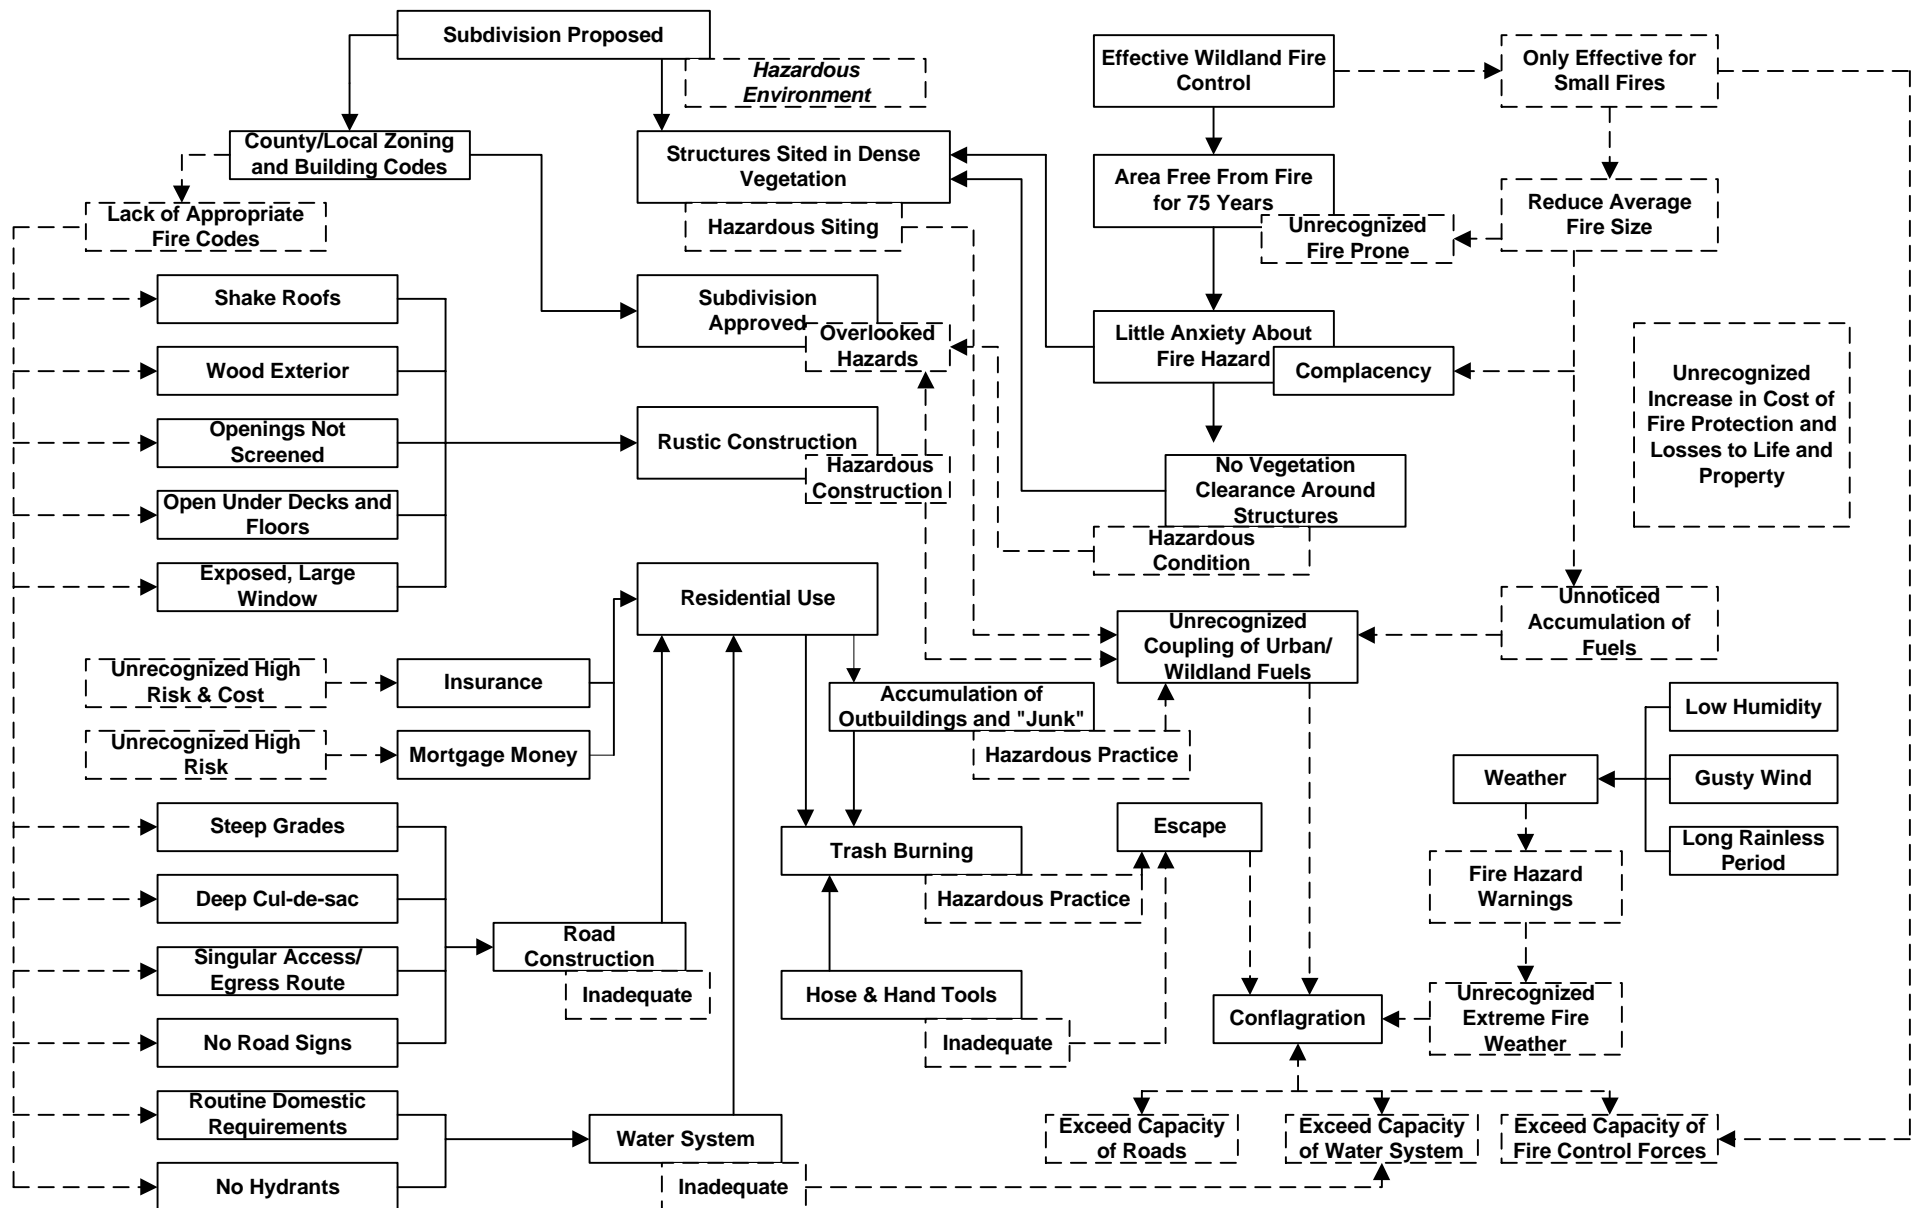 Subdivision Proposed
Hazardous
Environment
Effective Wildland Fire
Control
Only Effective for
Small Fires
County/Local Zoning
and Building Codes
Structures Sited in Dense
Vegetation
Area Free From Fire
for 75 Years
Reduce Average
Fire Size
Lack of Appropriate
Fire Codes
Hazardous Siting
Unrecognized
Fire Prone
Shake Roofs
Subdivision
Approved
Overlooked
Hazards
Little Anxiety About
Fire Hazard
Complacency
Wood Exterior
Unrecognized
Increase in Cost of
Fire Protection and
Losses to Life and
Property
Openings Not
Screened
Rustic Construction
Hazardous
Construction
No Vegetation
Clearance Around
Structures
Hazardous
Condition
Open Under Decks and
Floors
Exposed, Large
Window
Residential Use
Unrecognized
Coupling of Urban/
Wildland Fuels
Unnoticed
Accumulation of
Fuels
Unrecognized High
Risk & Cost
Insurance
Accumulation of
Outbuildings and "Junk"
Hazardous Practice
Low Humidity
Unrecognized High
Risk
Mortgage Money
Weather
Gusty Wind
Steep Grades
Trash Burning
Hazardous Practice
Escape
Long Rainless
Period
Fire Hazard
Warnings
Deep Cul-de-sac
Road
Construction
Inadequate
Singular Access/
Egress Route
Hose & Hand Tools
Inadequate
Conflagration
Unrecognized
Extreme Fire
Weather
No Road Signs
Routine Domestic
Requirements
Water System
Inadequate
Exceed Capacity
of Roads
Exceed Capacity
of Water System
Exceed Capacity of
Fire Control Forces
No Hydrants